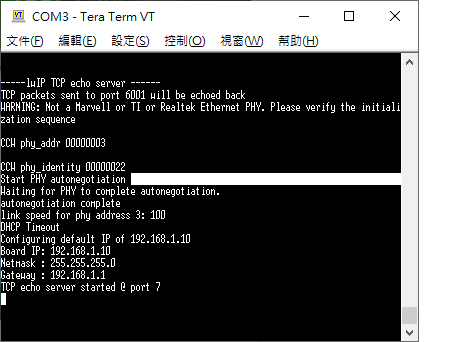 COM3 - Tera Term VT
文件(F) 編輯(E) 設定(S) 控制(O) 視窗(W) 幫助(H)
-----lwIP TCP echo server ------
TCP packets sent to port 6001 will be echoed back
WARNING: Not a Marvell or TI or Realtek Ethernet PHY. Please verify the initiali
zation sequence
CCW phy_addr 00000003
CCW phy_identity 00000022
Start PHY autonegotiation
Waiting for PHY to complete autonegotiation.
autonegotiation complete
link speed for phy address 3: 100
DHCP Timeout
Configuring default IP of 192.168.1.10
Board IP: 192.168.1.10
Netmask : 255.255.255.0
Gateway : 192.168.1.1
TCP echo server started @ port 7